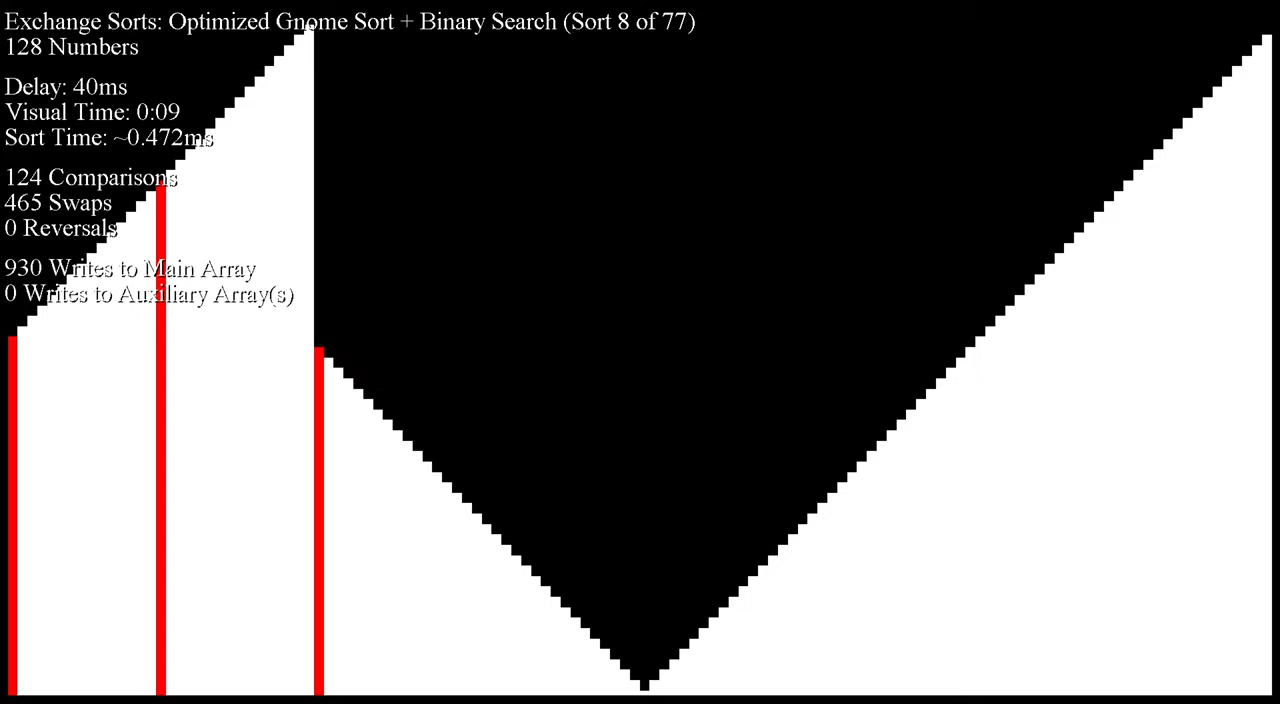 Exchange Sorts: Optimized Gnome Sort + Binary Search (Sort 8 of 77)
128 Numbers
Delay: 40ms
Visual Time: 0:09
Sort Time: ~0.472ms
124 Comparisons
465 Swaps
0 Reversals
930 Writes to Main Array
0 Writes to Auxiliary Array(s)